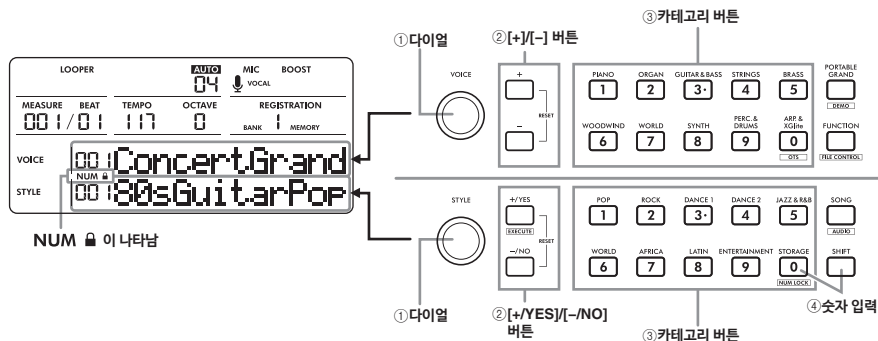 LOOPER
AUTO
04
MIC
VOCAL
BOOST
MEASURE BEAT
001/01
TEMPO
117
OCTAVE
0
REGISTRATION
BANK 1 MEMORY
VOICE 001 ConcertGrand
NUM
STYLE 001 80sGuitarPop
NUM 이 나타남
①다이얼
②[+]/[−] 버튼
③카테고리 버튼
VOICE
+
−
RESET
PIANO ORGAN GUITAR & BASS STRINGS BRASS
1 2 3· 4 5
WOODWIND WORLD SYNTH PERC. & DRUMS ARP. & XGlite
6 7 8 9 0
OTS
PORTABLE GRAND
DEMO
FUNCTION
FILE CONTROL
STYLE
+/YES
EXECUTE
−/NO
RESET
POP ROCK DANCE 1 DANCE 2 JAZZ & R&B
1 2 3· 4 5
WORLD AFRICA LATIN ENTERTAINMENT STORAGE
6 7 8 9 0
NUM LOCK
SONG
AUDIO
SHIFT
①다이얼
②[+/YES]/[−/NO]
버튼
③카테고리 버튼
④숫자 입력